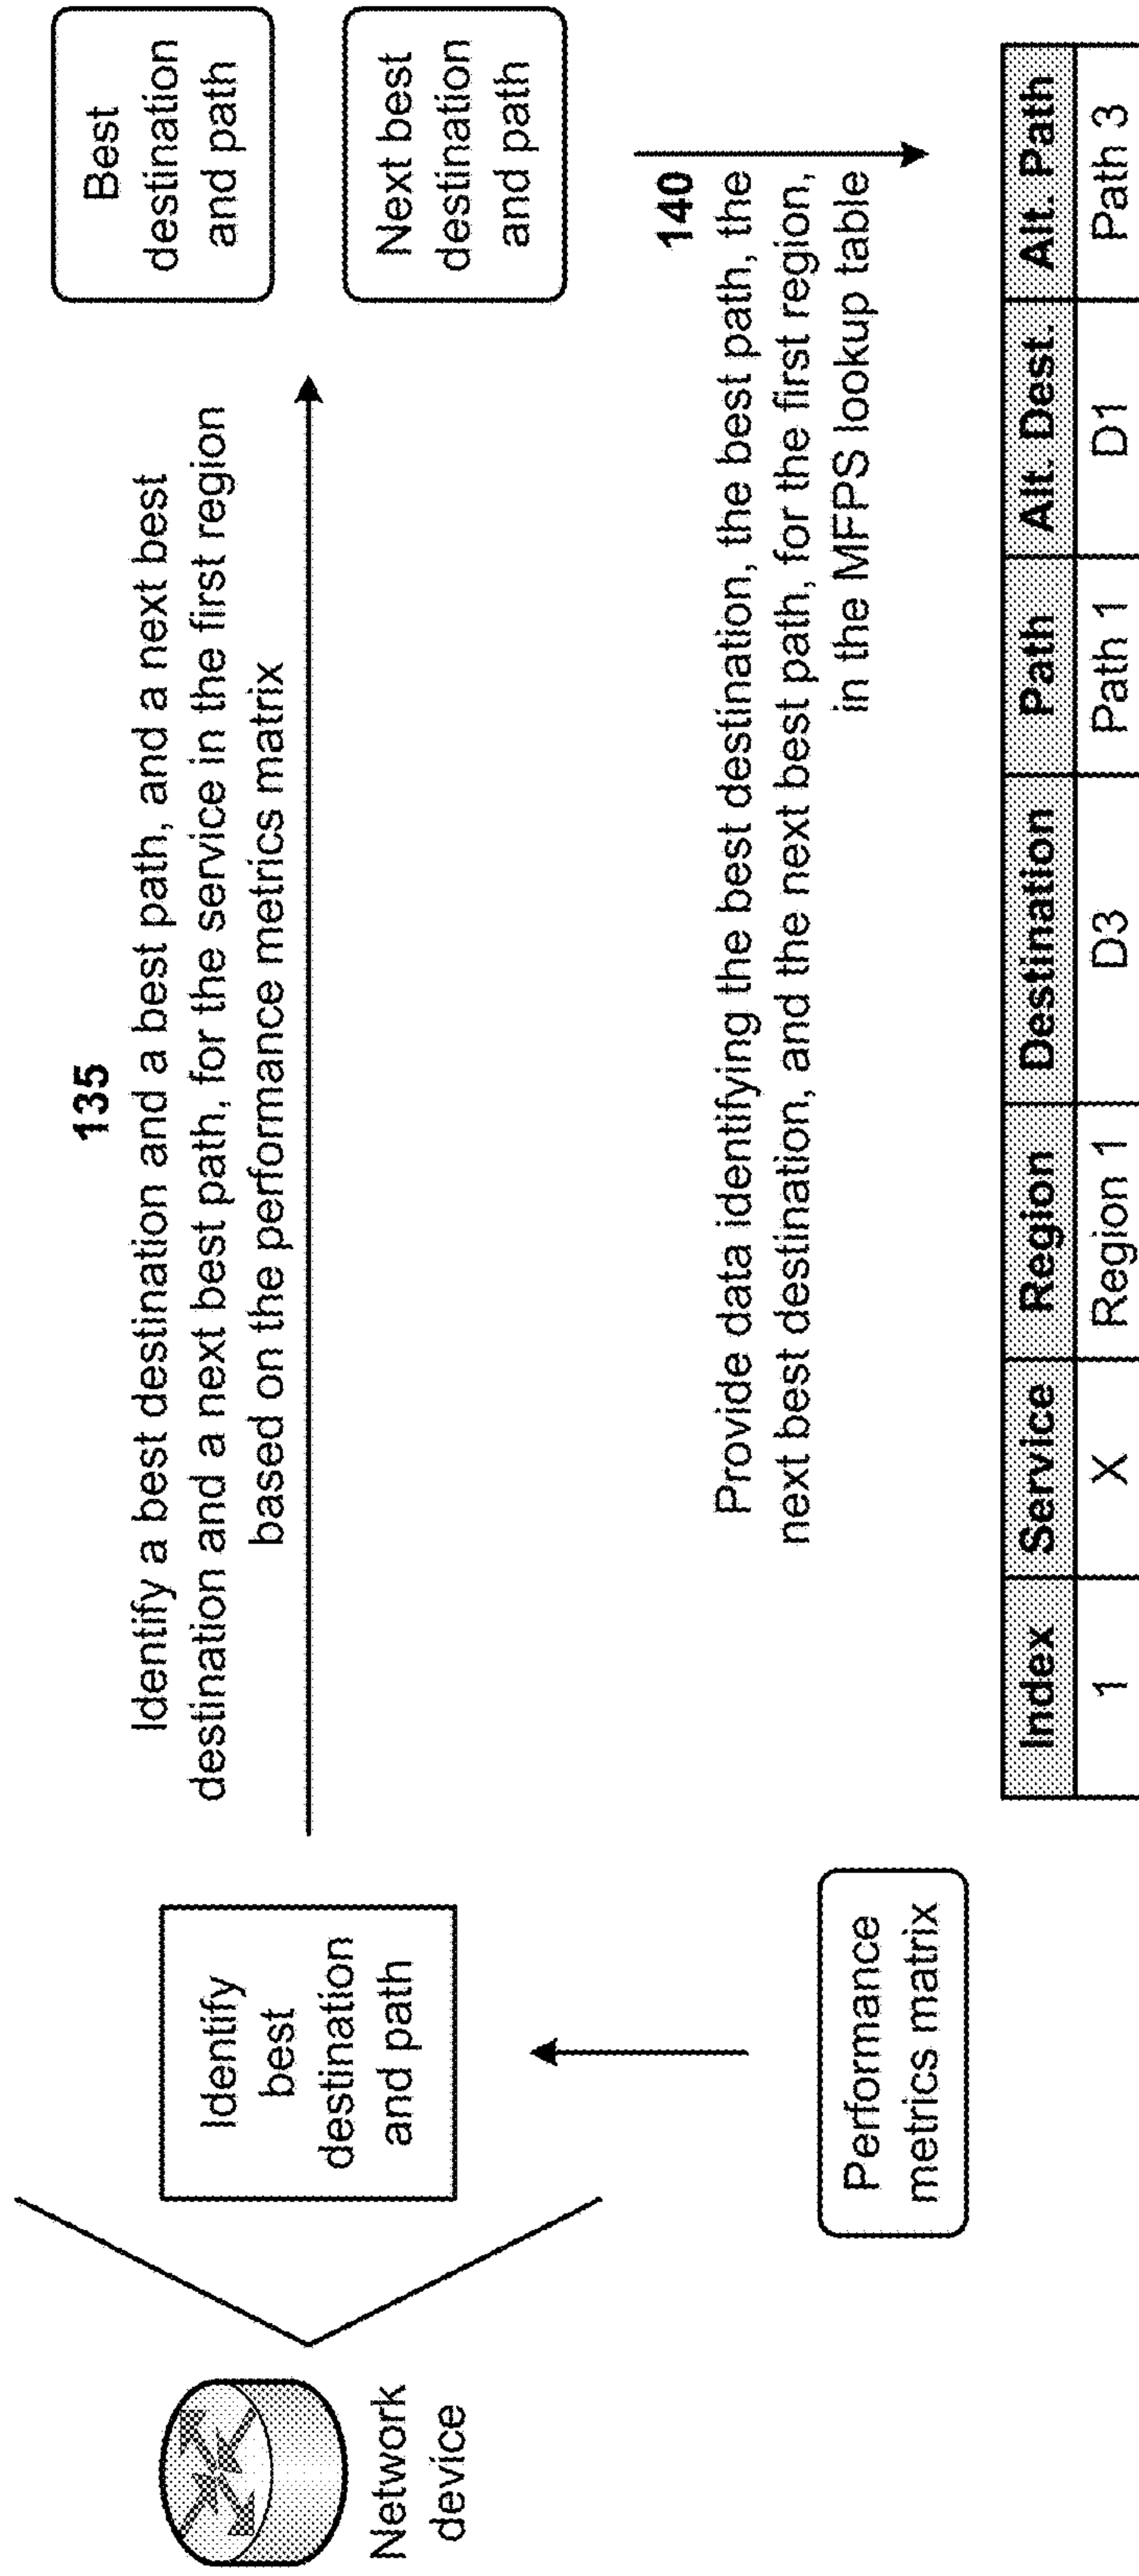 Network
device
Identify
best
destination
and path
Performance
metrics matrix
135
Identify a best destination and a best path, and a next best
destination and a next best path, for the service in the first region
based on the performance metrics matrix
Best
destination
and path
Next best
destination
and path
140
Provide data identifying the best destination, the best path, the
next best destination, and the next best path, for the first region,
in the MFPS lookup table
Index Service Region Destination Path Alt. Dest. Alt. Path
1 X Region 1 D3 Path 1 D1 Path 3